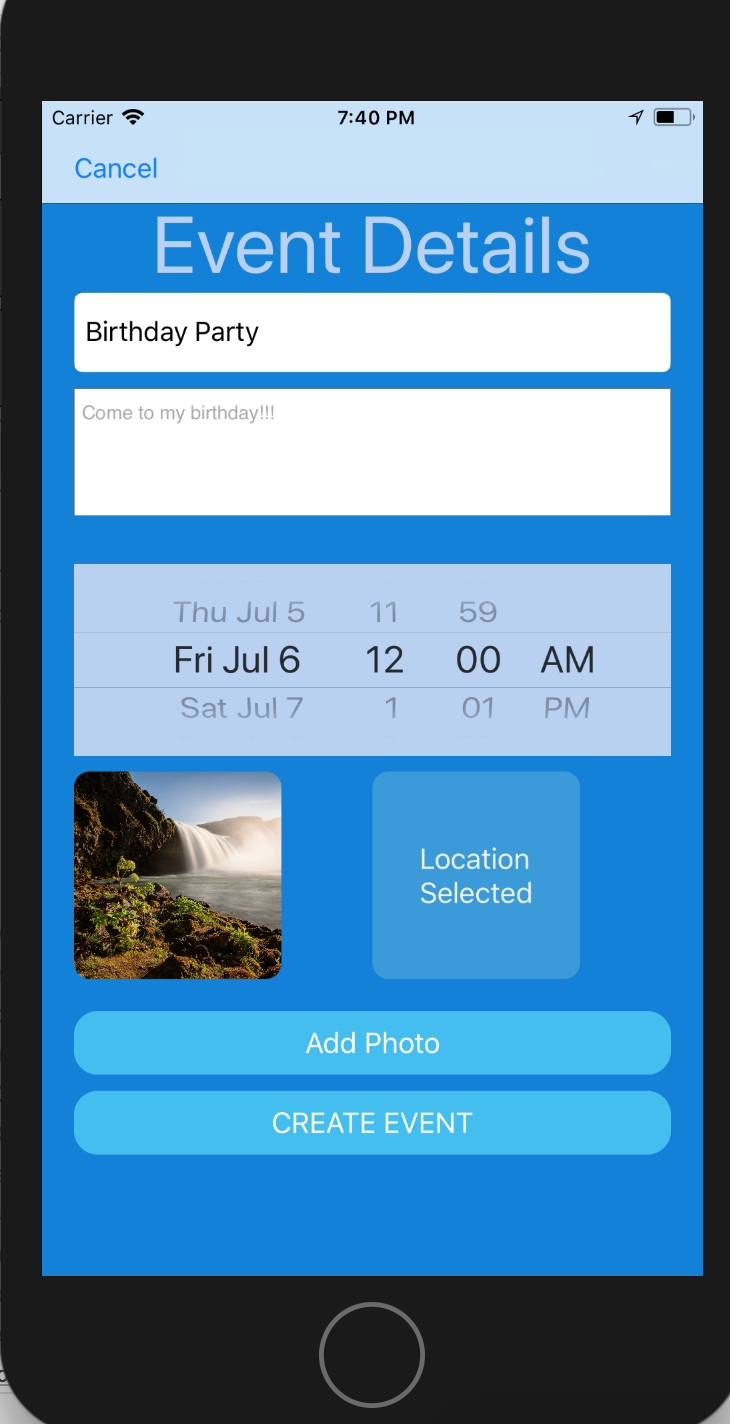 Carrier 7:40 PM
Cancel
Event Details
Birthday Party
Come to my birthday!!!
Thu Jul 5 11 59
Fri Jul 6 12 00 AM
Sat Jul 7 1 01 PM
Location
Selected
Add Photo
CREATE EVENT